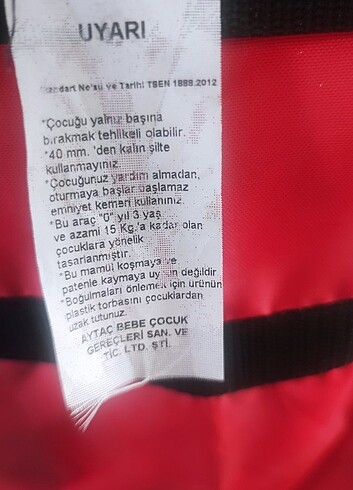 UYARI
Standart No'su ve Tarihi TSEN 1888:2012
*Çocuğu yalnız başına
bırakmak tehlikeli olabilir.
*40 mm. 'den kalın şilte
kullanmayınız.
*Çocuğunuz yardım almadan,
oturmaya başlar başlamaz
emniyet kemeri kullanınız.
*Bu araç "0" yıl 3 yaş
ve azami 15 Kg.'a kadar olan
çocuklara yönelik
tasarlanmıştır.
*Bu mamul koşmaya ve
patenle kaymaya uygun değildir
*Boğulmaları önlemek için ürünün
plastik torbasını çocuklardan
uzak tutunuz.
AYTAÇ BEBE ÇOCUK
GEREÇLERİ SAN. VE
TİC. LTD. ŞTİ.